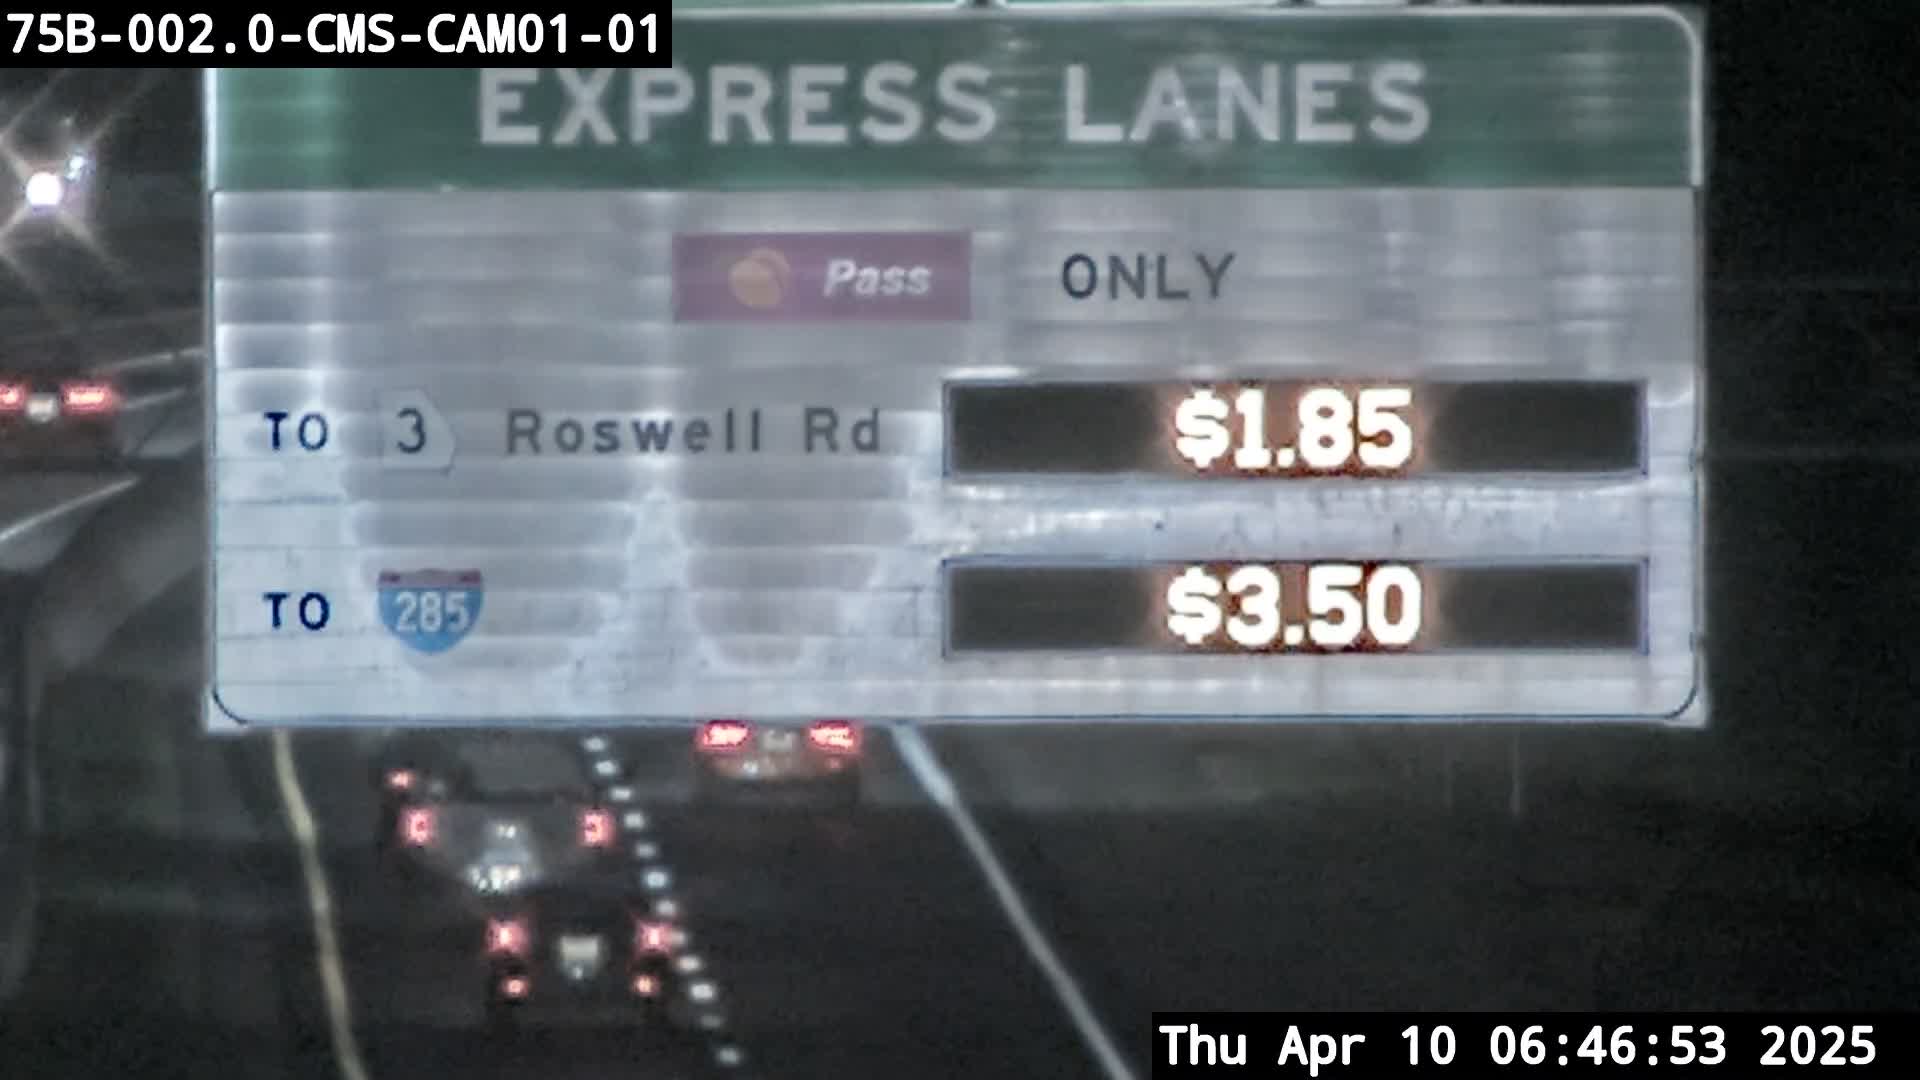 75B-002.0-CMS-CAM01-01
EXPRESS LANES
Pass ONLY
TO 3 Roswell Rd $1.85
TO 285 $3.50
Thu Apr 10 06:46:53 2025